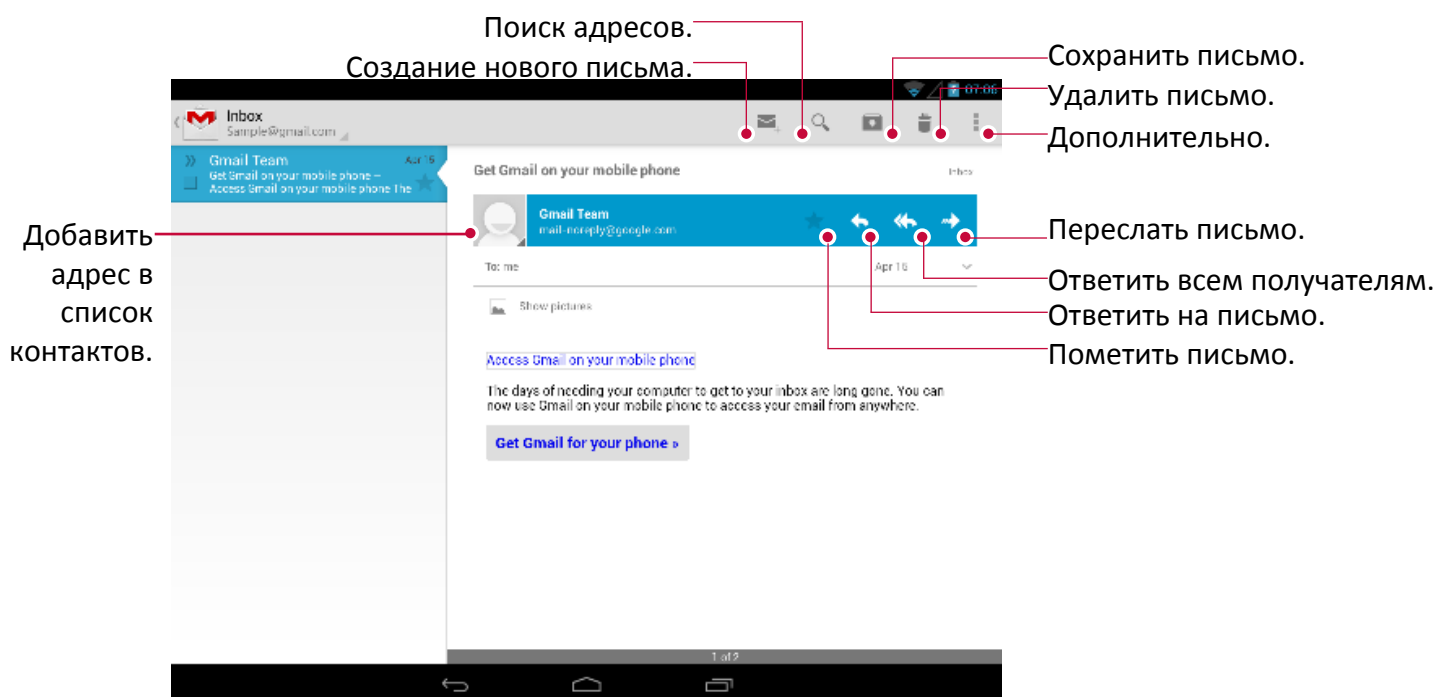 Поиск адресов.
Создание нового письма.
Сохранить письмо.
Удалить письмо.
Дополнительно.
07:06
Inbox
Sample@gmail.com
Gmail Team Apr 15
Get Gmail on your mobile phone –
Access Gmail on your mobile phone The
Get Gmail on your mobile phone Inbox
Gmail Team
mail-noreply@google.com
Добавить
адрес в
список
контактов.
Переслать письмо.
Ответить всем получателям.
Ответить на письмо.
Пометить письмо.
To: me Apr 15
Show pictures
Access Gmail on your mobile phone
The days of needing your computer to get to your inbox are long gone. You can
now use Gmail on your mobile phone to access your email from anywhere.
Get Gmail for your phone »
1 of 2